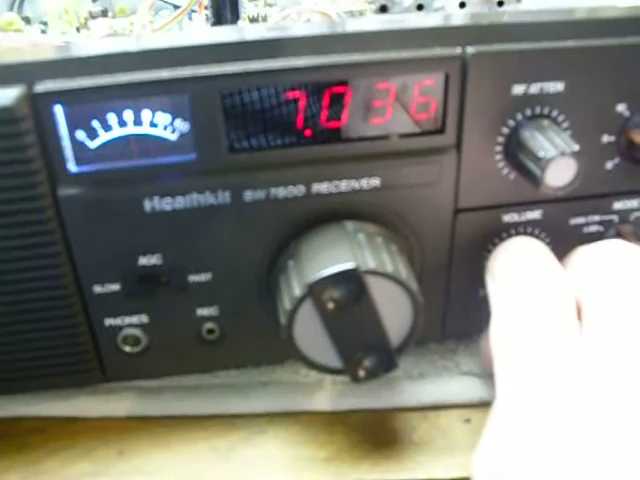 7.036
RF ATTEN
Heathkit SW 7800 RECEIVER
VOLUME
AGC
SLOW FAST
PHONES REC